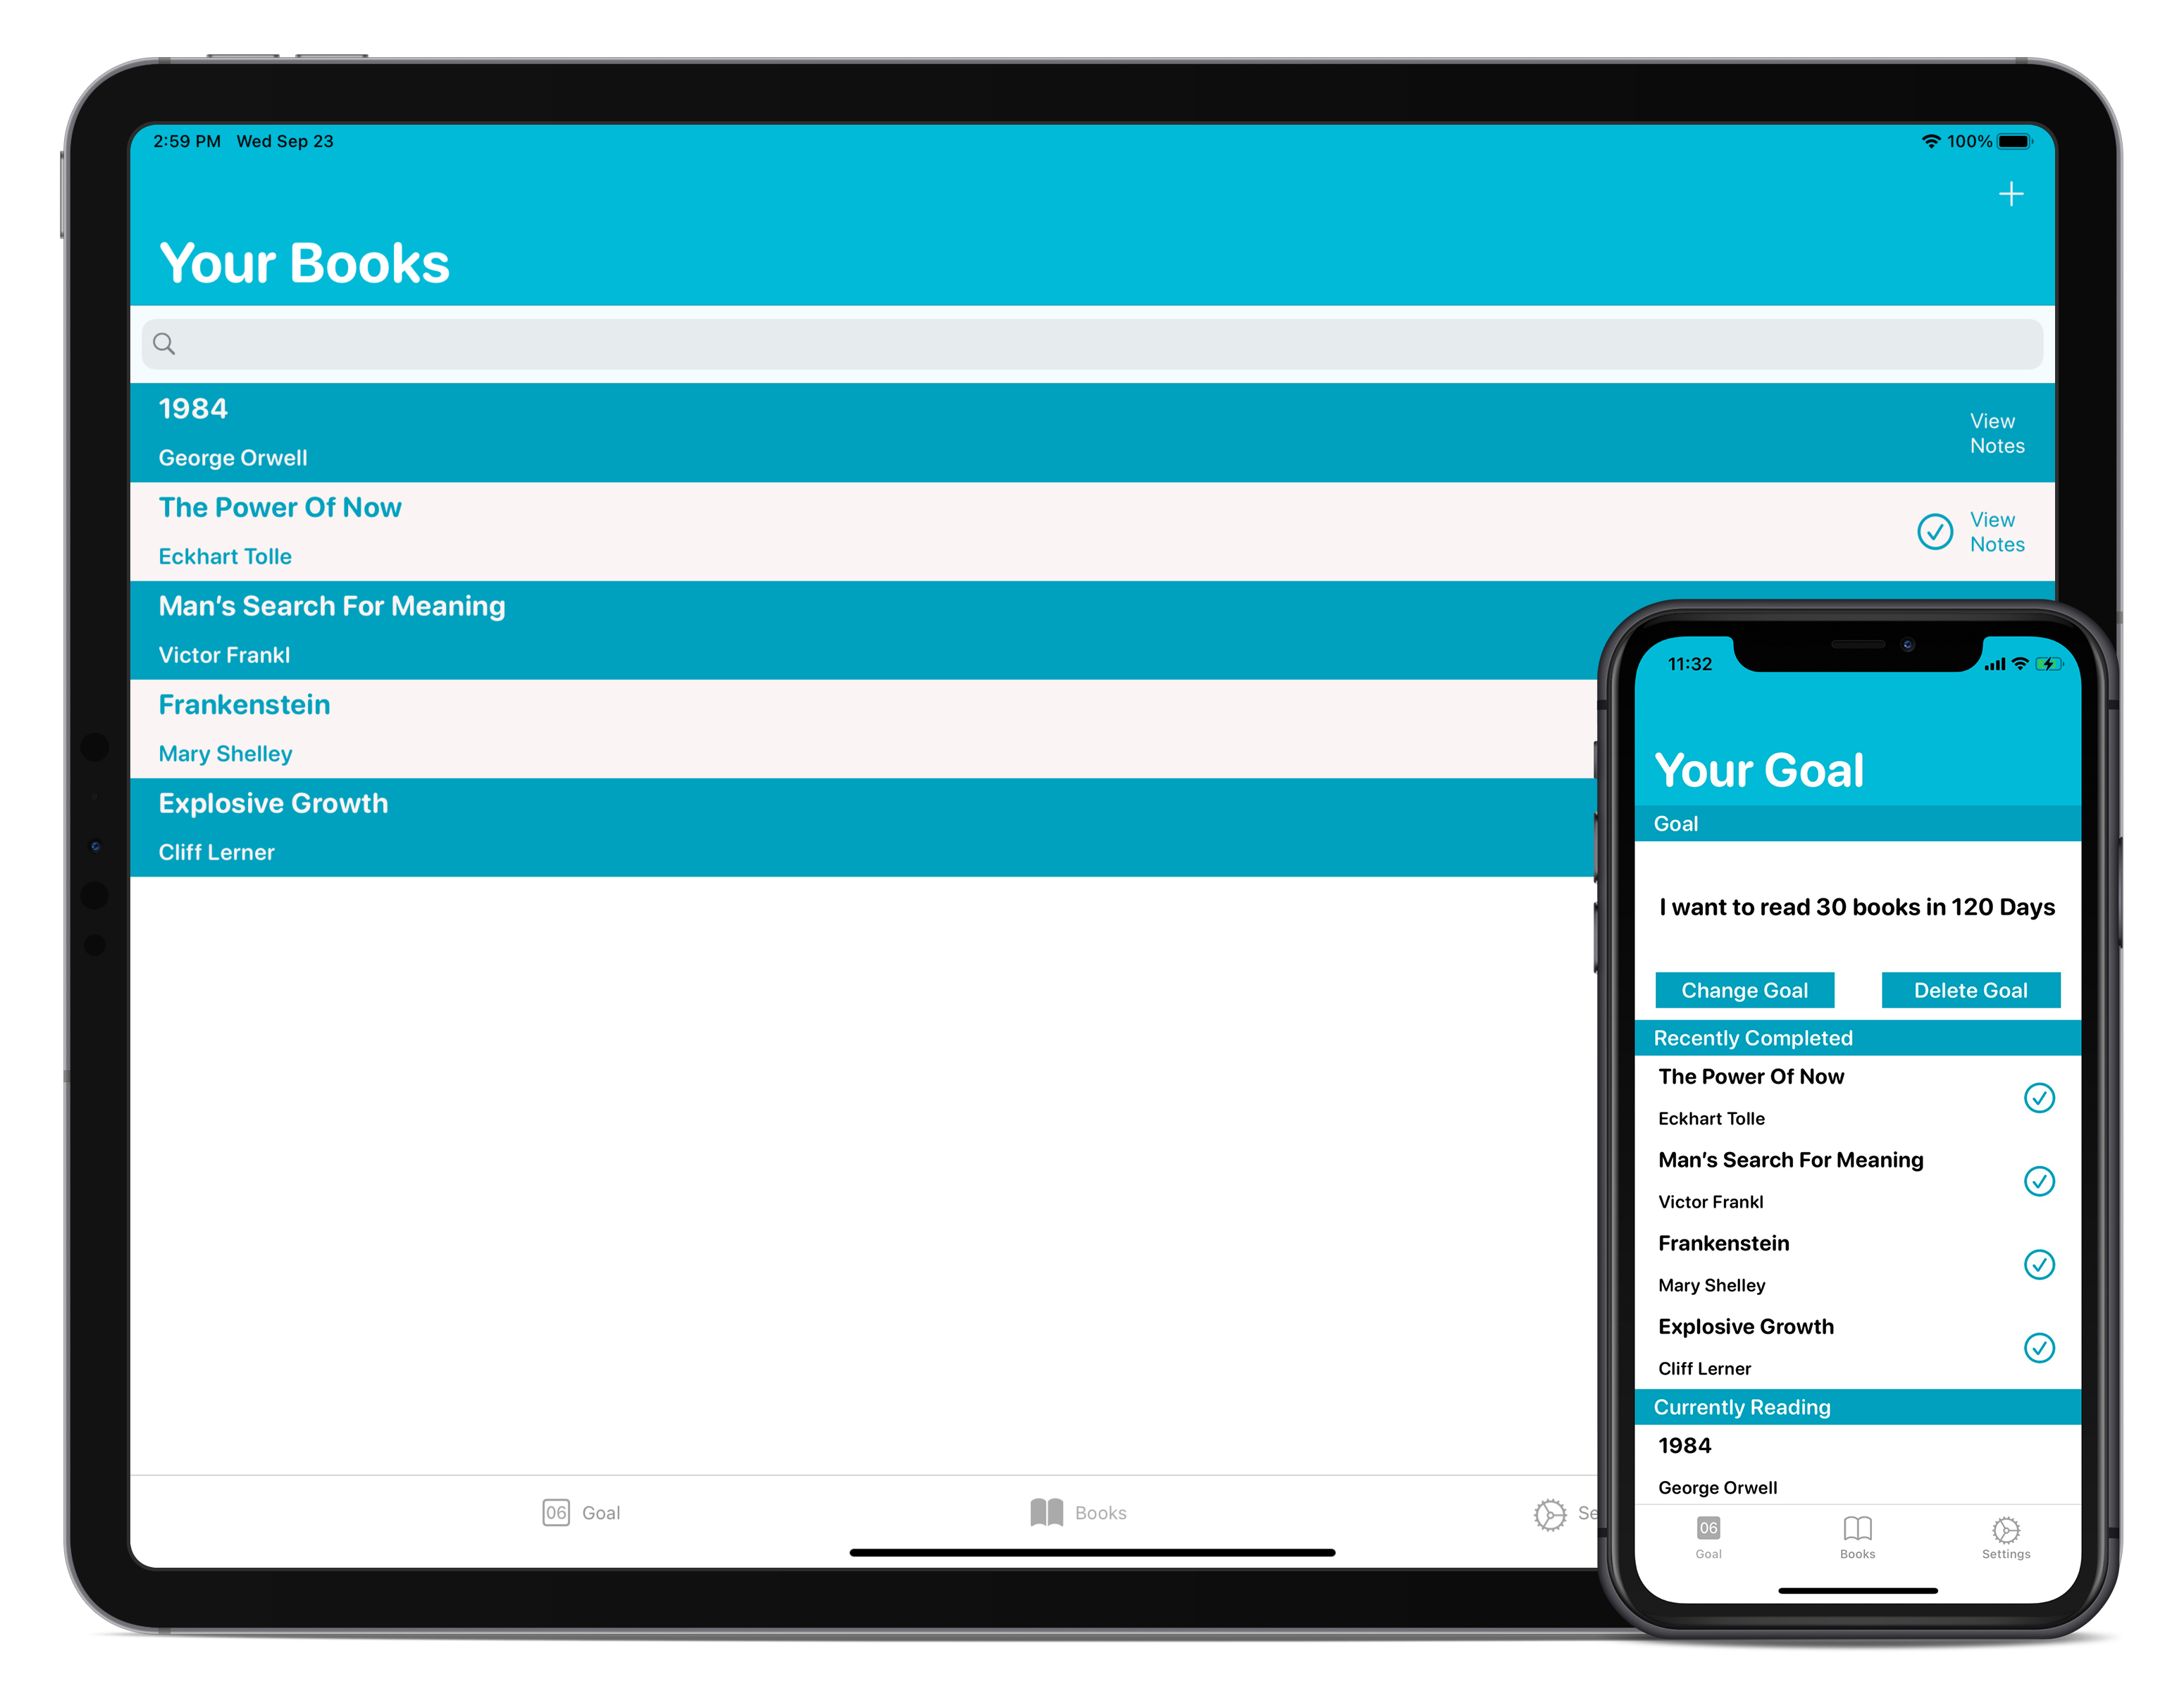 2:59 PM Wed Sep 23
100%
Your Books
1984
George Orwell
View
Notes
The Power Of Now
Eckhart Tolle
View
Notes
Man's Search For Meaning
Victor Frankl
Frankenstein
Mary Shelley
Explosive Growth
Cliff Lerner
06 Goal
Books
Se
11:32
Your Goal
Goal
I want to read 30 books in 120 Days
Change Goal
Delete Goal
Recently Completed
The Power Of Now
Eckhart Tolle
Man's Search For Meaning
Victor Frankl
Frankenstein
Mary Shelley
Explosive Growth
Cliff Lerner
Currently Reading
1984
George Orwell
06
Goal
Books
Settings